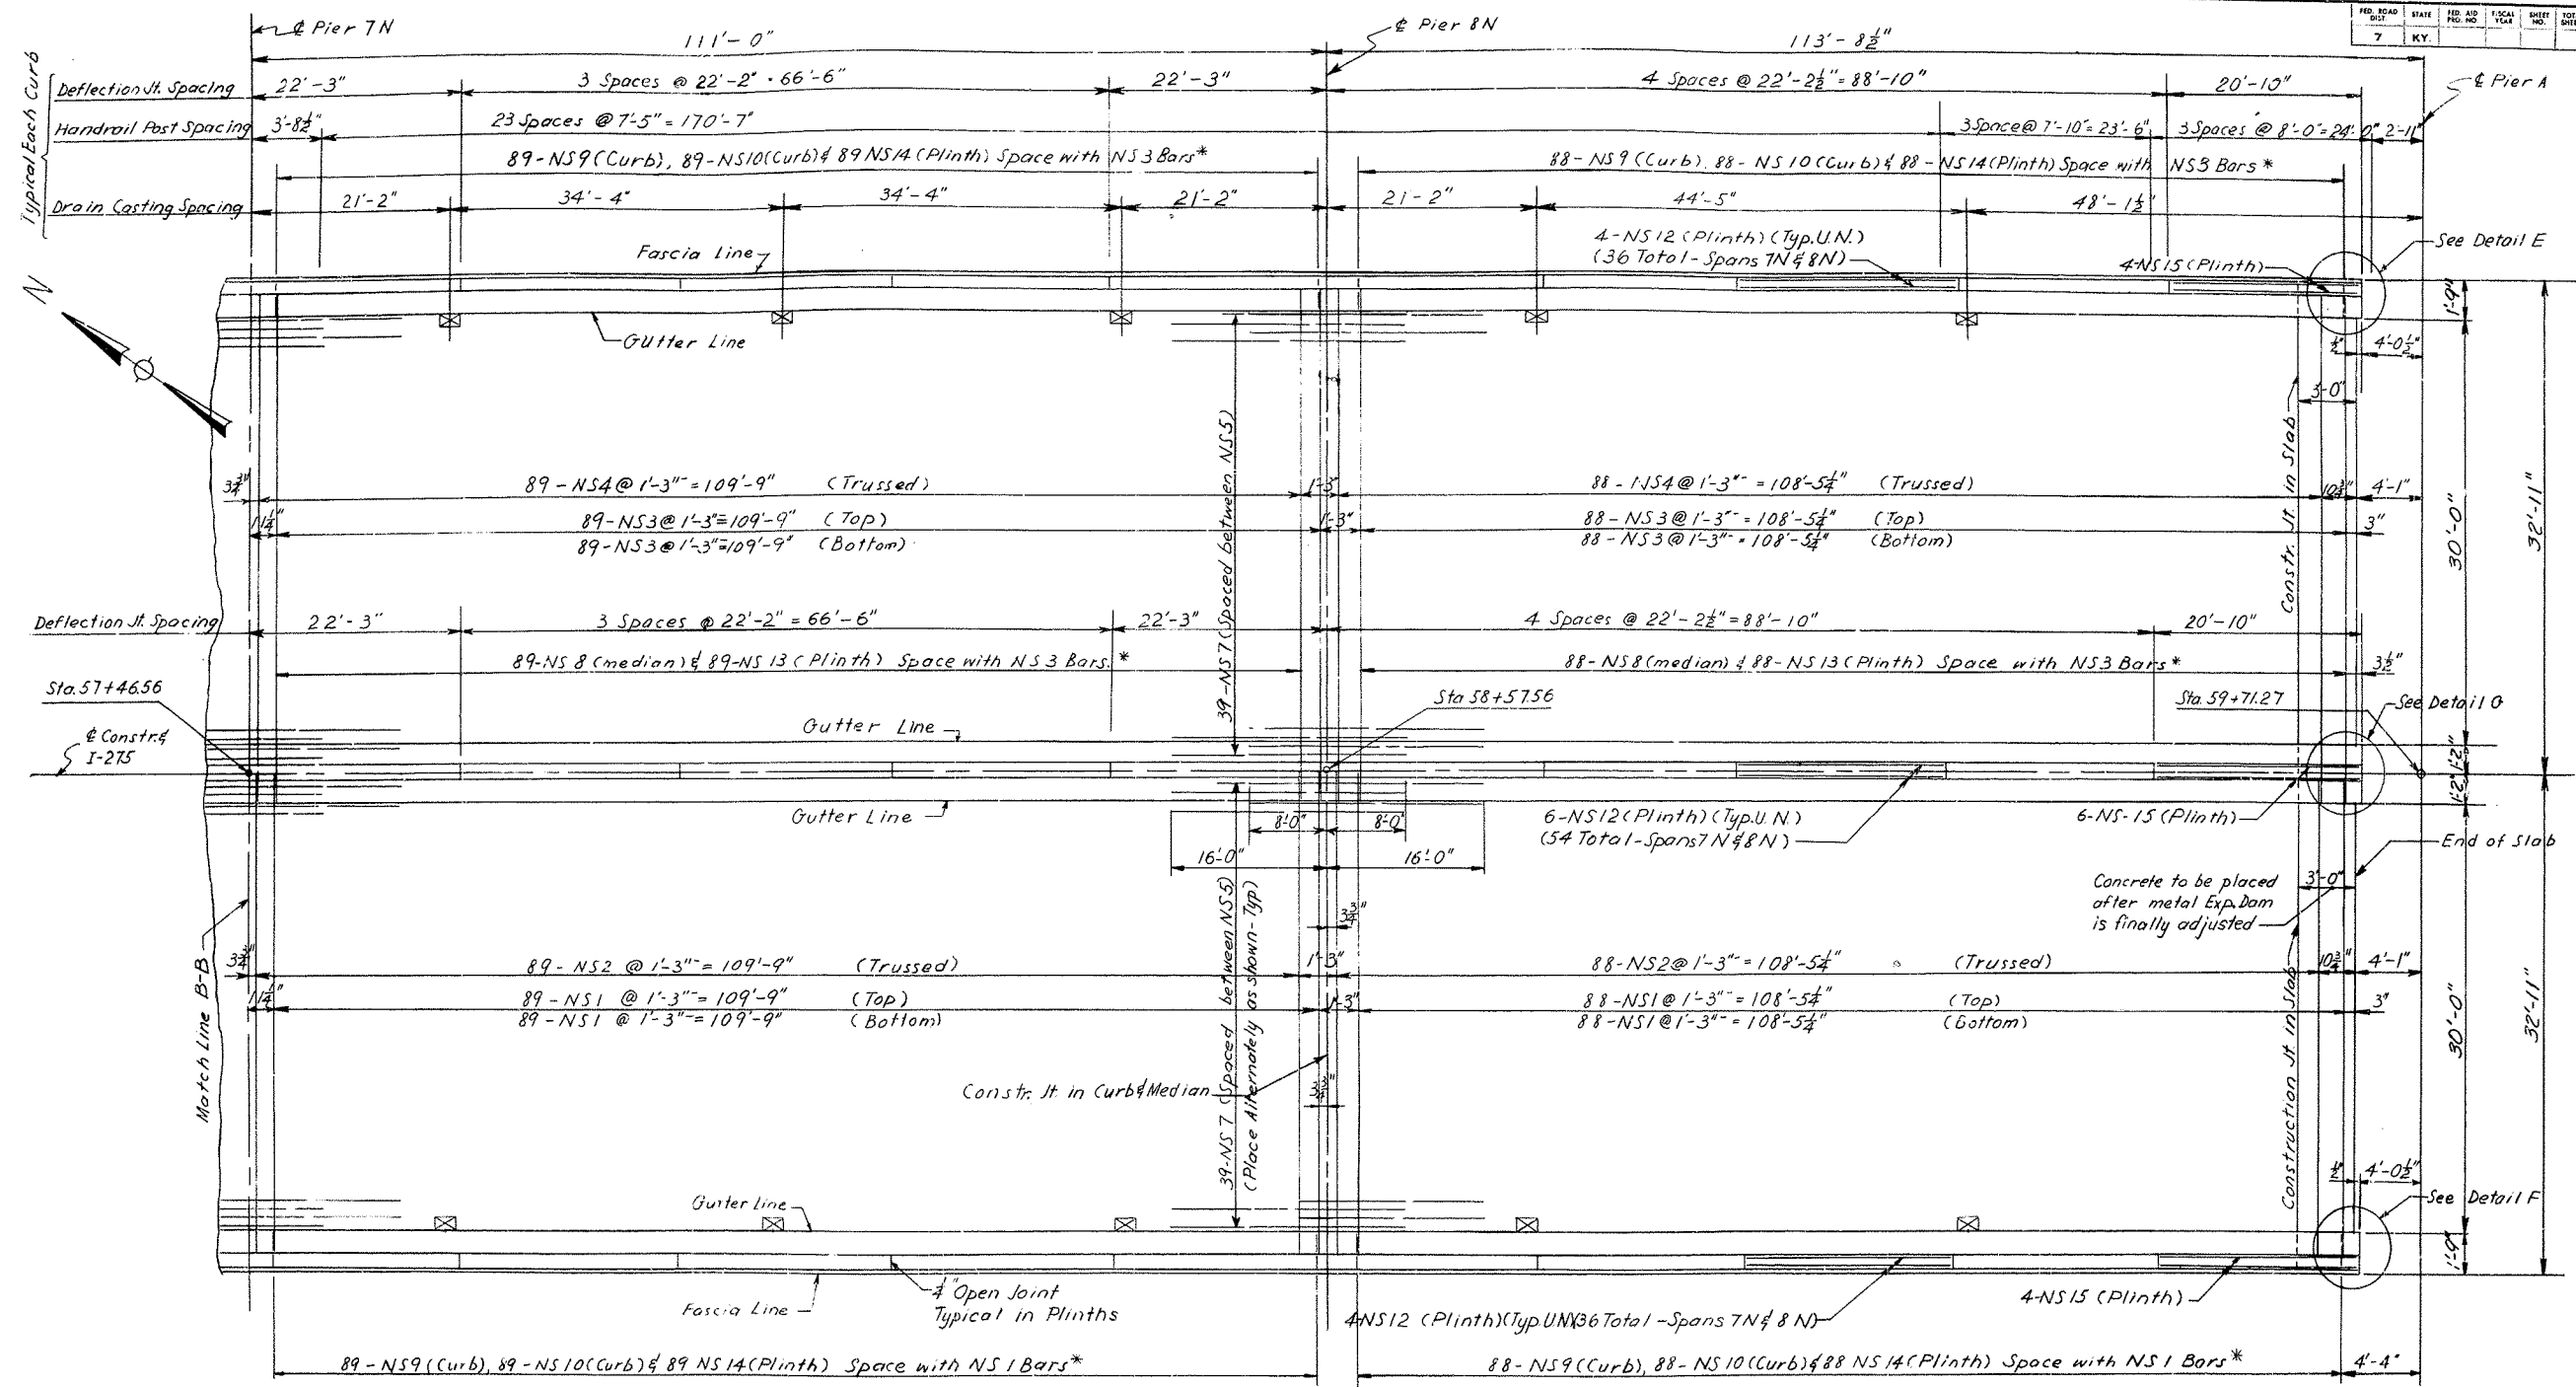 FED. ROAD DIST. STATE FED. AID PRO. NO. FISCAL YEAR SHEET NO.
7 KY.
℄ Pier 7N
℄ Pier 8N
111'-0"
113'-8½"
℄ Pier A
Typical Each Curb
Deflection Jt. Spacing 22'-3" 3 Spaces @ 22'-2" = 66'-6" 22'-3" 4 Spaces @ 22'-2½" = 88'-10" 20'-10"
Handrail Post Spacing 3'-8½" 23 Spaces @ 7'-5" = 170'-7" 3 Space @ 7'-10" = 23'-6" 3 Spaces @ 8'-0" = 24'-0" 2'-11"
89-NS9 (Curb), 89-NS10 (Curb) & 89 NS14 (Plinth) Space with NS3 Bars*
88-NS9 (Curb), 88-NS10 (Curb) & 88-NS14 (Plinth) Space with NS3 Bars*
Drain Casting Spacing 21'-2" 34'-4" 34'-4" 21'-2" 21'-2" 44'-5" 48'-1½"
Fascia Line
4-NS12 (Plinth) (Typ. U.N.)
(36 Total-Spans 7N & 8N)
4-NS15 (Plinth)
See Detail E
N
Gutter Line
1'-9"
½" 4'-0½"
3'-0"
Constr. Jt. in Slab
30'-0"
32'-11"
39-NS7 (Spaced between NS5)
3¾" 89-NS4 @ 1'-3"- = 109'-9" (Trussed) 1'-3" 88-NS4 @ 1'-3"- = 108'-5¼" (Trussed) 10¾" 4'-1"
11¼" 89-NS3 @ 1'-3" = 109'-9" (Top) 1'-3" 88-NS3 @ 1'-3"- = 108'-5¼" (Top) 3"
89-NS3 @ 1'-3" = 109'-9" (Bottom) 88-NS3 @ 1'-3"- = 108'-5¼" (Bottom)
Deflection Jt. Spacing 22'-3" 3 Spaces @ 22'-2" = 66'-6" 22'-3" 4 Spaces @ 22'-2½" = 88'-10" 20'-10"
89-NS8 (median) & 89-NS13 (Plinth) Space with NS3 Bars.*
88-NS8 (median) & 88-NS13 (Plinth) Space with NS3 Bars*
3½"
Sta. 57+46.56
Sta 58+57.56
Sta. 59+71.27
See Detail G
℄ Constr. &
I-275
Gutter Line
1'-2"
1'-2"
Gutter Line
8'-0" 8'-0"
16'-0" 16'-0"
6-NS12 (Plinth) (Typ. U.N.)
(54 Total-Spans 7N & 8N)
6-NS-15 (Plinth)
End of Slab
Concrete to be placed
after metal Exp. Dam
is finally adjusted
3'-0"
3¾"
Match Line B-B
39-NS7 (Spaced between NS5)
(Place Alternately as shown-Typ)
3¾" 89-NS2 @ 1'-3"- = 109'-9" (Trussed) 1'-3" 88-NS2 @ 1'-3"- = 108'-5¼" (Trussed) 10¾" 4'-1"
11¼" 89-NS1 @ 1'-3"- = 109'-9" (Top) 1'-3" 88-NS1 @ 1'-3"- = 108'-5¼" (Top) 3"
89-NS1 @ 1'-3"- = 109'-9" (Bottom) 88-NS1 @ 1'-3"- = 108'-5¼" (Bottom)
30'-0"
32'-11"
Constr. Jt. in Curb & Median
3¾"
Construction Jt. in Slab
½" 4'-0½"
See Detail F
Gutter Line
1'-9"
Fascia Line
¼" Open Joint
Typical in Plinths
4-NS12 (Plinth) (Typ. U.N.) (36 Total-Spans 7N & 8N)
4-NS15 (Plinth)
89-NS9 (Curb), 89-NS10 (Curb) & 89 NS14 (Plinth) Space with NS1 Bars*
88-NS9 (Curb), 88-NS10 (Curb) & 88 NS14 (Plinth) Space with NS1 Bars*
4'-4"